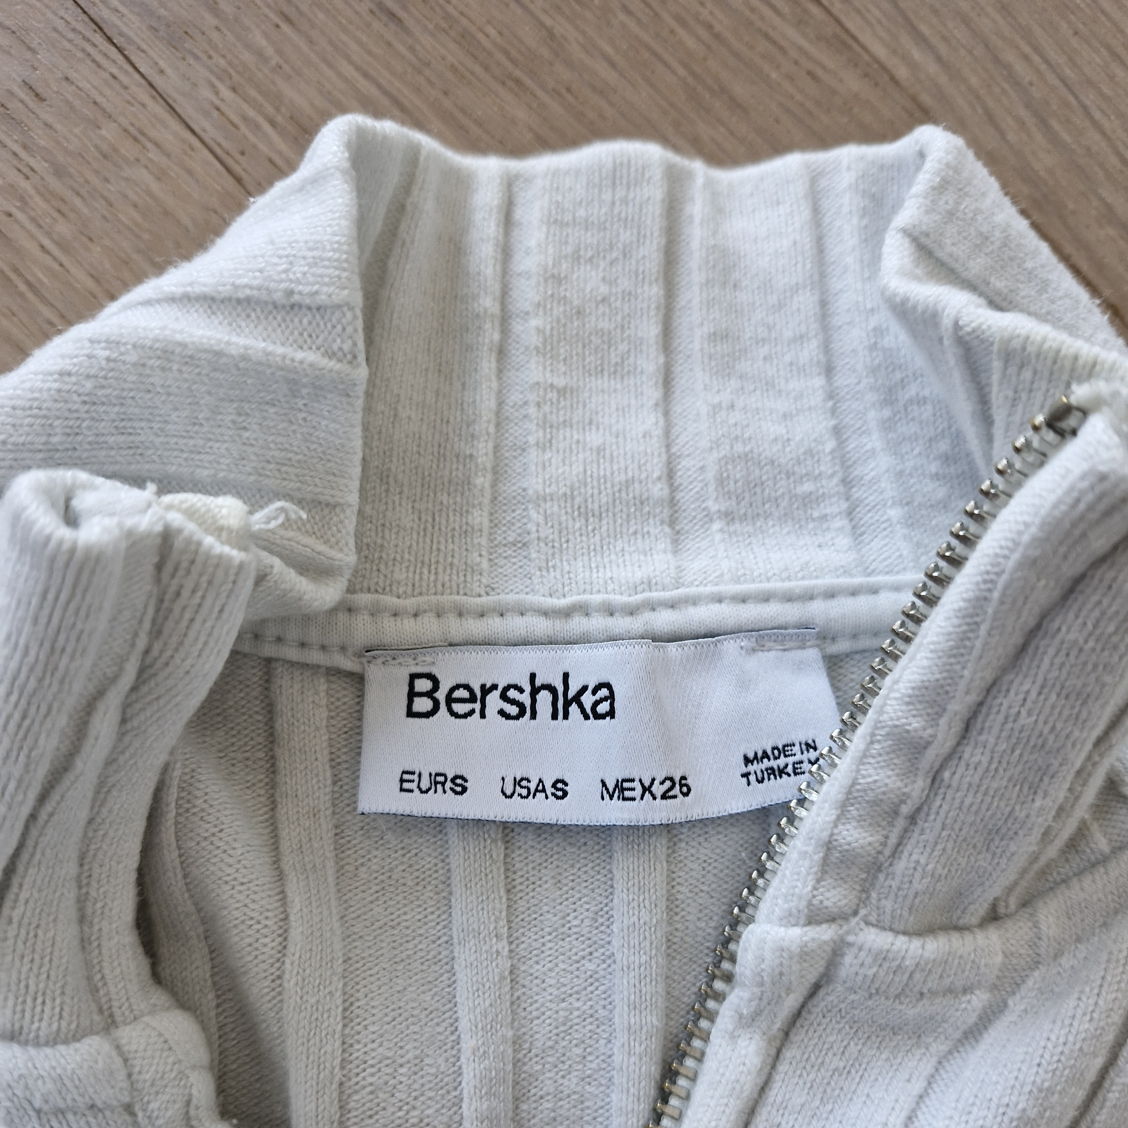 Bershka
MADE IN
TURKEY
EURS USAS MEX26